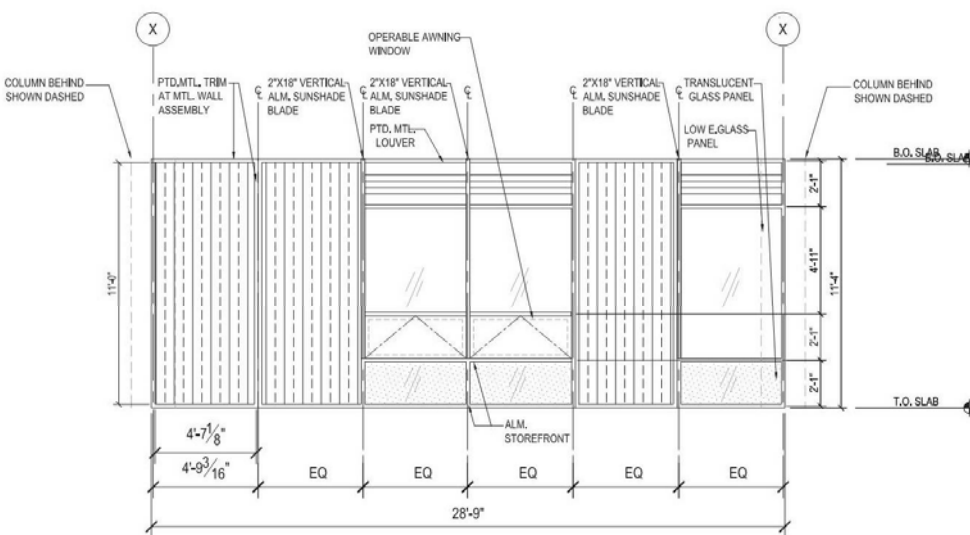 X
X
OPERABLE AWNING
WINDOW
COLUMN BEHIND
SHOWN DASHED
PTD.MTL. TRIM
AT MTL. WALL
ASSEMBLY
2"X18" VERTICAL
ALM. SUNSHADE
BLADE
2"X18" VERTICAL
ALM. SUNSHADE
BLADE
PTD. MTL.
LOUVER
2"X18" VERTICAL
ALM. SUNSHADE
BLADE
TRANSLUCENT
GLASS PANEL
LOW E.GLASS
PANEL
COLUMN BEHIND
SHOWN DASHED
℄
℄
℄
℄
℄
B.O. SLAB
B.O. SLAB
2'-1"
4'-11"
11'-4"
11'-0"
2'-1"
2'-1"
T.O. SLAB
ALM.
STOREFRONT
4'-7 1/8"
4'-9 3/16"
EQ
EQ
EQ
EQ
EQ
28'-9"